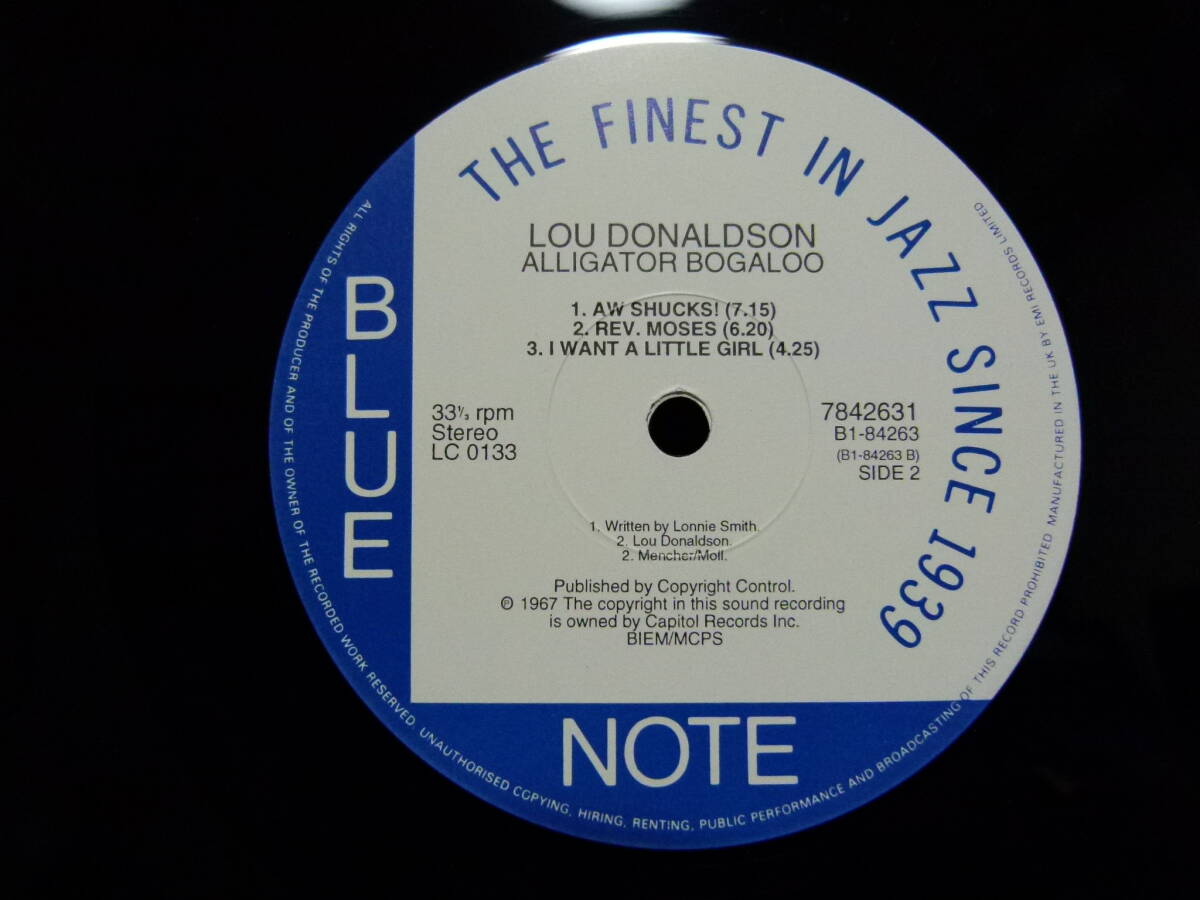 THE FINEST IN JAZZ SINCE 1939
LOU DONALDSON
ALLIGATOR BOGALOO
1. AW SHUCKS! (7.15)
2. REV. MOSES (6.20)
3. I WANT A LITTLE GIRL (4.25)
33⅓ rpm
Stereo
LC 0133
7842631
B1-84263
(B1-84263 B)
SIDE 2
1. Written by Lonnie Smith.
2. Lou Donaldson.
2. Mencher/Moll.
Published by Copyright Control.
℗ 1967 The copyright in this sound recording
is owned by Capitol Records Inc.
BIEM/MCPS
BLUE
NOTE
ALL RIGHTS OF THE PRODUCER AND OF THE OWNER OF THE RECORDED WORK RESERVED. UNAUTHORISED COPYING, HIRING, RENTING, PUBLIC PERFORMANCE AND BROADCASTING OF THIS RECORD PROHIBITED. MANUFACTURED IN THE UK BY EMI RECORDS LIMITED